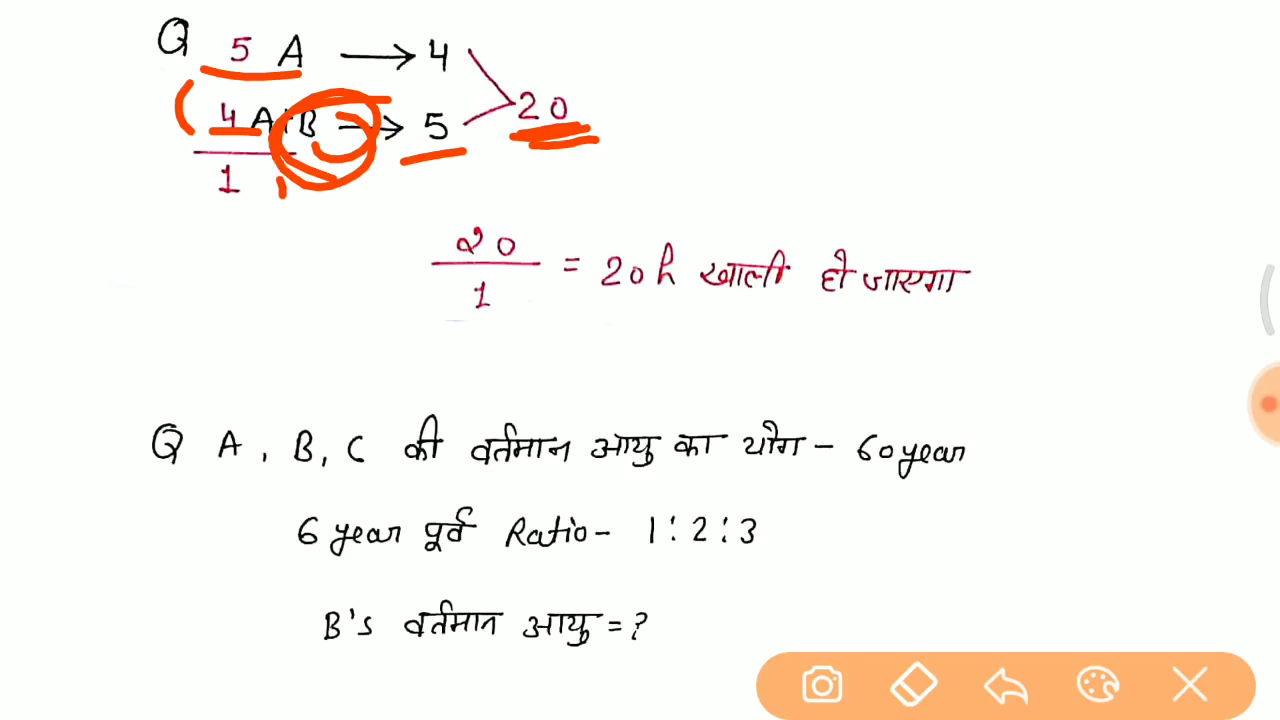 Q 5 A → 4
4 A+B → 5
20
1
20
1
= 20 h खाली हो जाएगा
Q A, B, C की वर्तमान आयु का योग - 60 year
6 year पूर्व Ratio - 1:2:3
B's वर्तमान आयु = ?